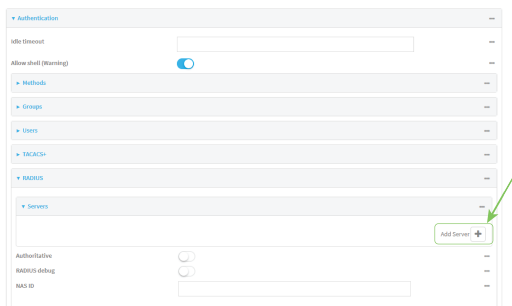 Authentication
Idle timeout
Allow shell (Warning)
Methods
Groups
Users
TACACS+
RADIUS
Servers
Add Server
Authoritative
RADIUS debug
NAS ID